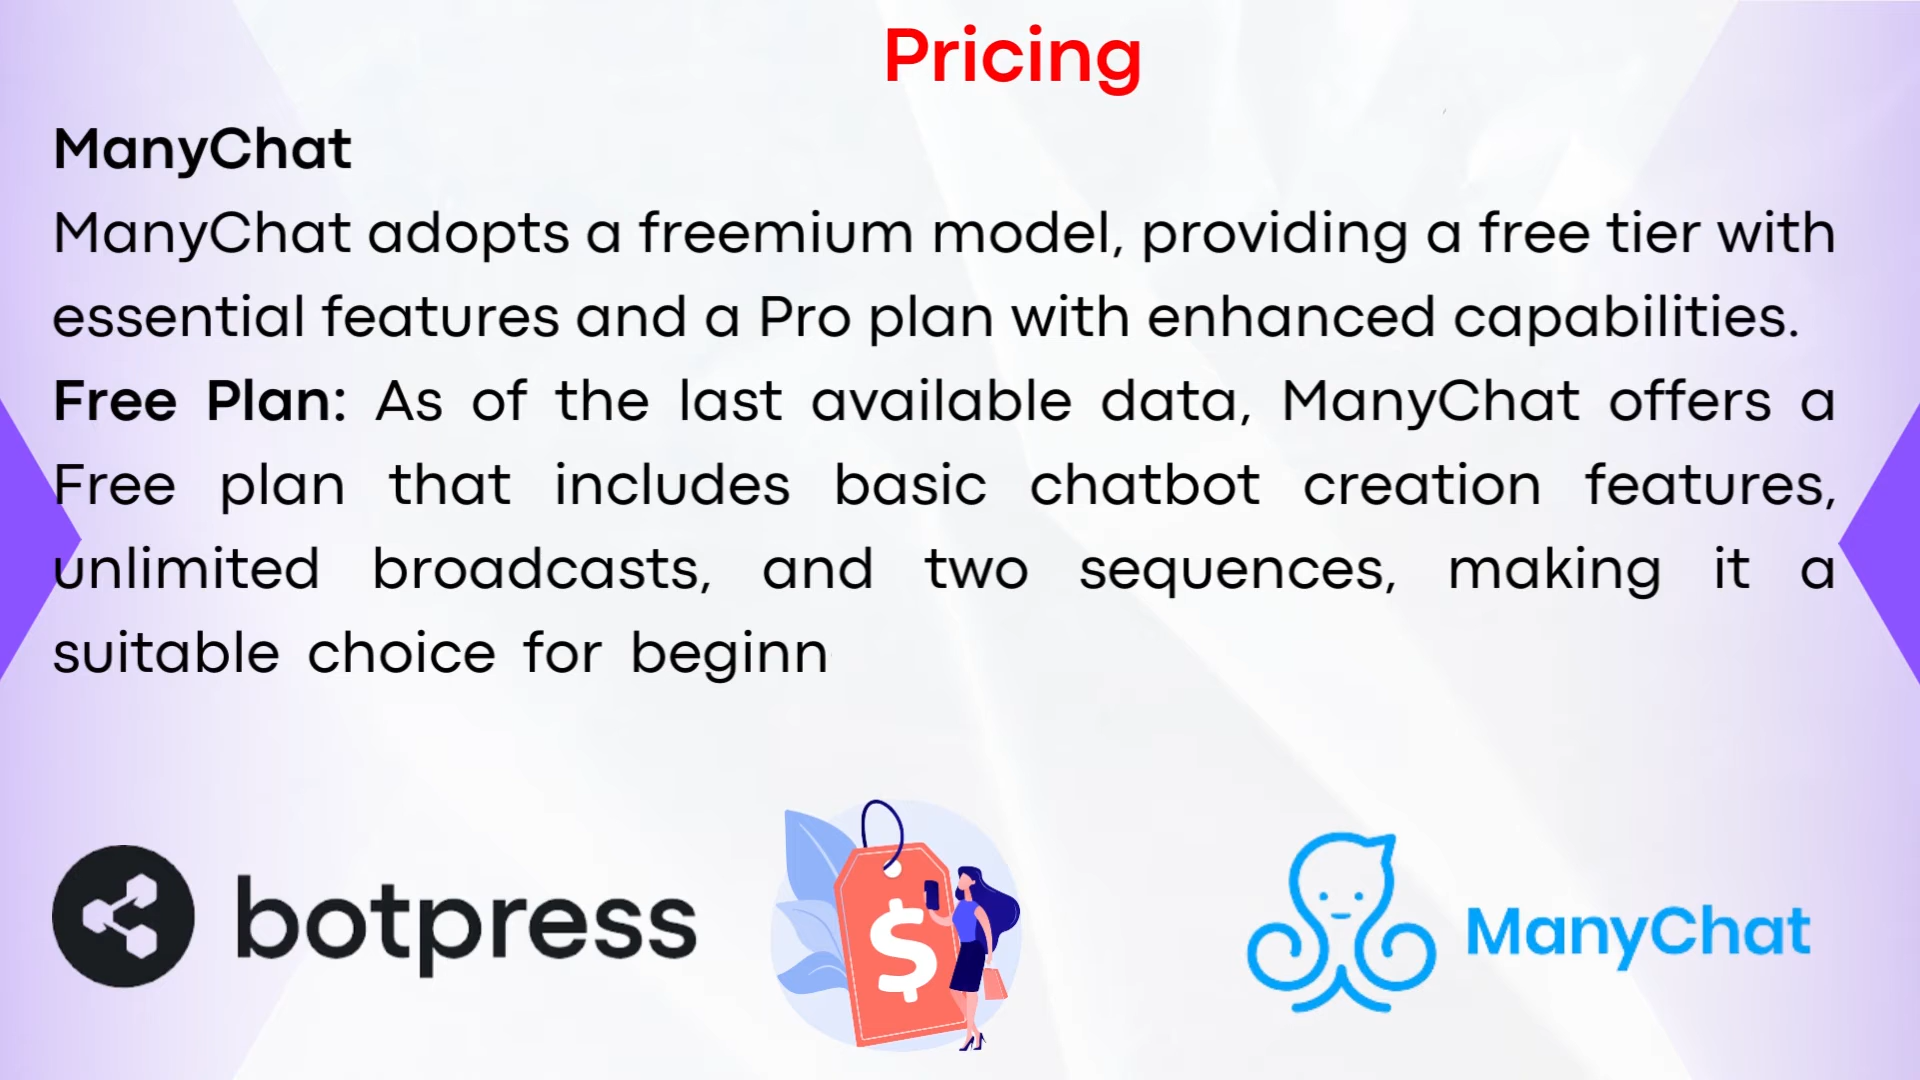 Pricing
ManyChat
ManyChat adopts a freemium model, providing a free tier with
essential features and a Pro plan with enhanced capabilities.
Free Plan: As of the last available data, ManyChat offers a
Free plan that includes basic chatbot creation features,
unlimited broadcasts, and two sequences, making it a
suitable choice for beginn
botpress
$
ManyChat